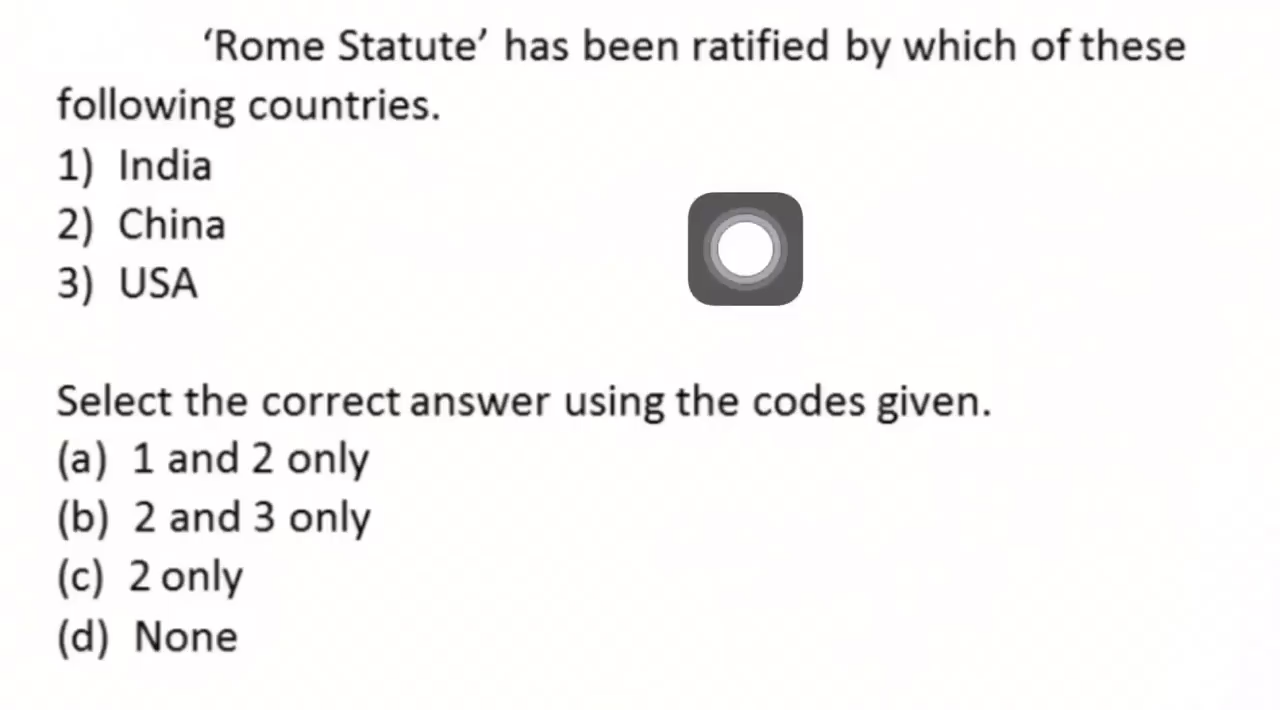 ‘Rome Statute’ has been ratified by which of these
following countries.
1) India
2) China
3) USA
Select the correct answer using the codes given.
(a) 1 and 2 only
(b) 2 and 3 only
(c) 2 only
(d) None